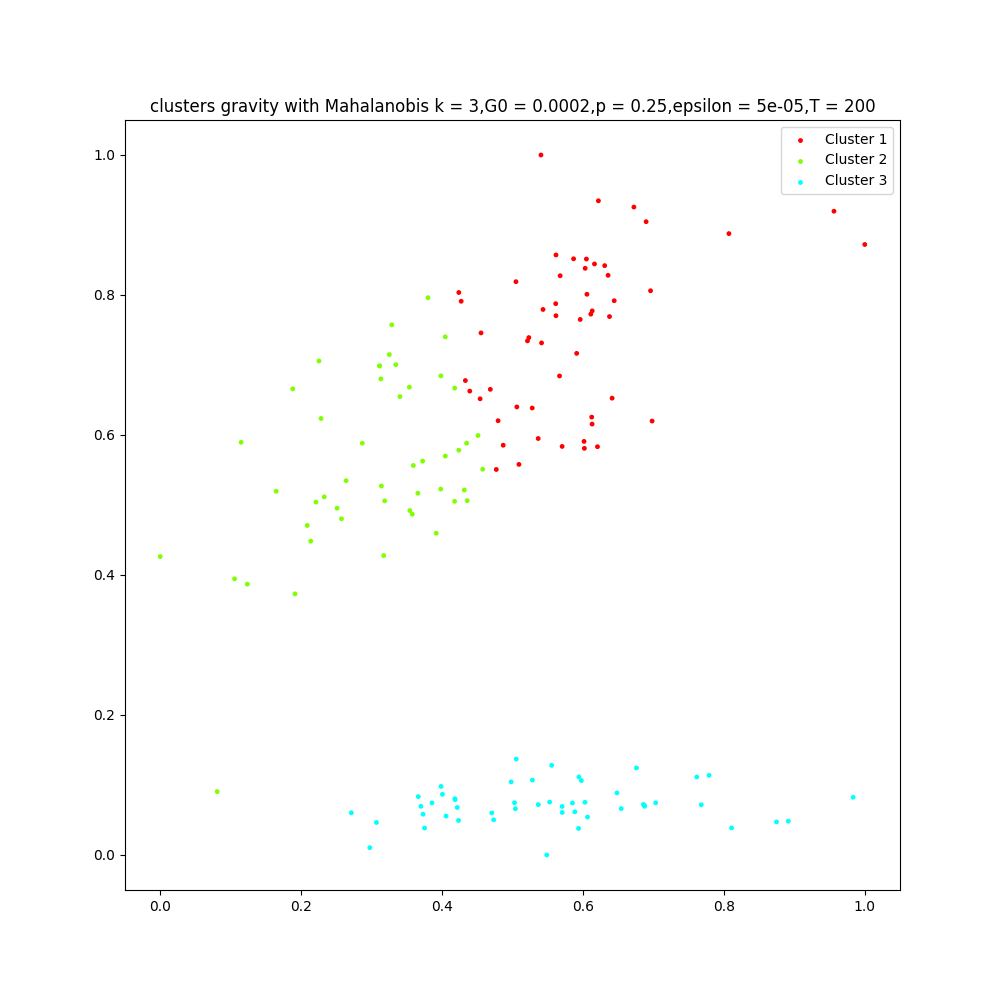 clusters gravity with Mahalanobis k = 3,G0 = 0.0002,p = 0.25,epsilon = 5e-05,T = 200
Cluster 1
Cluster 2
Cluster 3
1.0
0.8
0.6
0.4
0.2
0.0
0.0 0.2 0.4 0.6 0.8 1.0